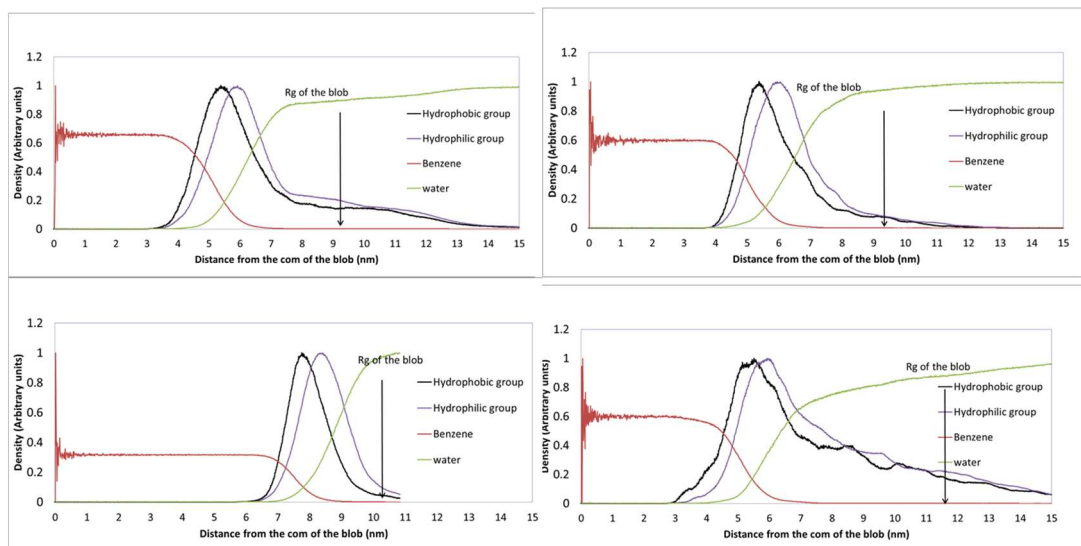 1.2
1
0.8
0.6
0.4
0.2
0
Density (Arbitrary units)
Rg of the blob
Hydrophobic group
Hydrophilic group
Benzene
water
0 1 2 3 4 5 6 7 8 9 10 11 12 13 14 15
Distance from the com of the blob (nm)
1.2
1
0.8
0.6
0.4
0.2
0
Density (Arbitrary units)
Rg of the blob
Hydrophobic group
Hydrophilic group
Benzene
water
0 1 2 3 4 5 6 7 8 9 10 11 12 13 14 15
Distance from the com of the blob (nm)
1.2
1
0.8
0.6
0.4
0.2
0
Density (Arbitrary units)
Rg of the blob
Hydrophobic group
Hydrophilic group
Benzene
water
0 1 2 3 4 5 6 7 8 9 10 11 12 13 14 15
Distance from the com of the blob (nm)
1.2
1
0.8
0.6
0.4
0.2
0
Density (Arbitrary units)
Rg of the blob
Hydrophobic group
Hydrophilic group
Benzene
water
0 1 2 3 4 5 6 7 8 9 10 11 12 13 14 15
Distance from the com of the blob (nm)